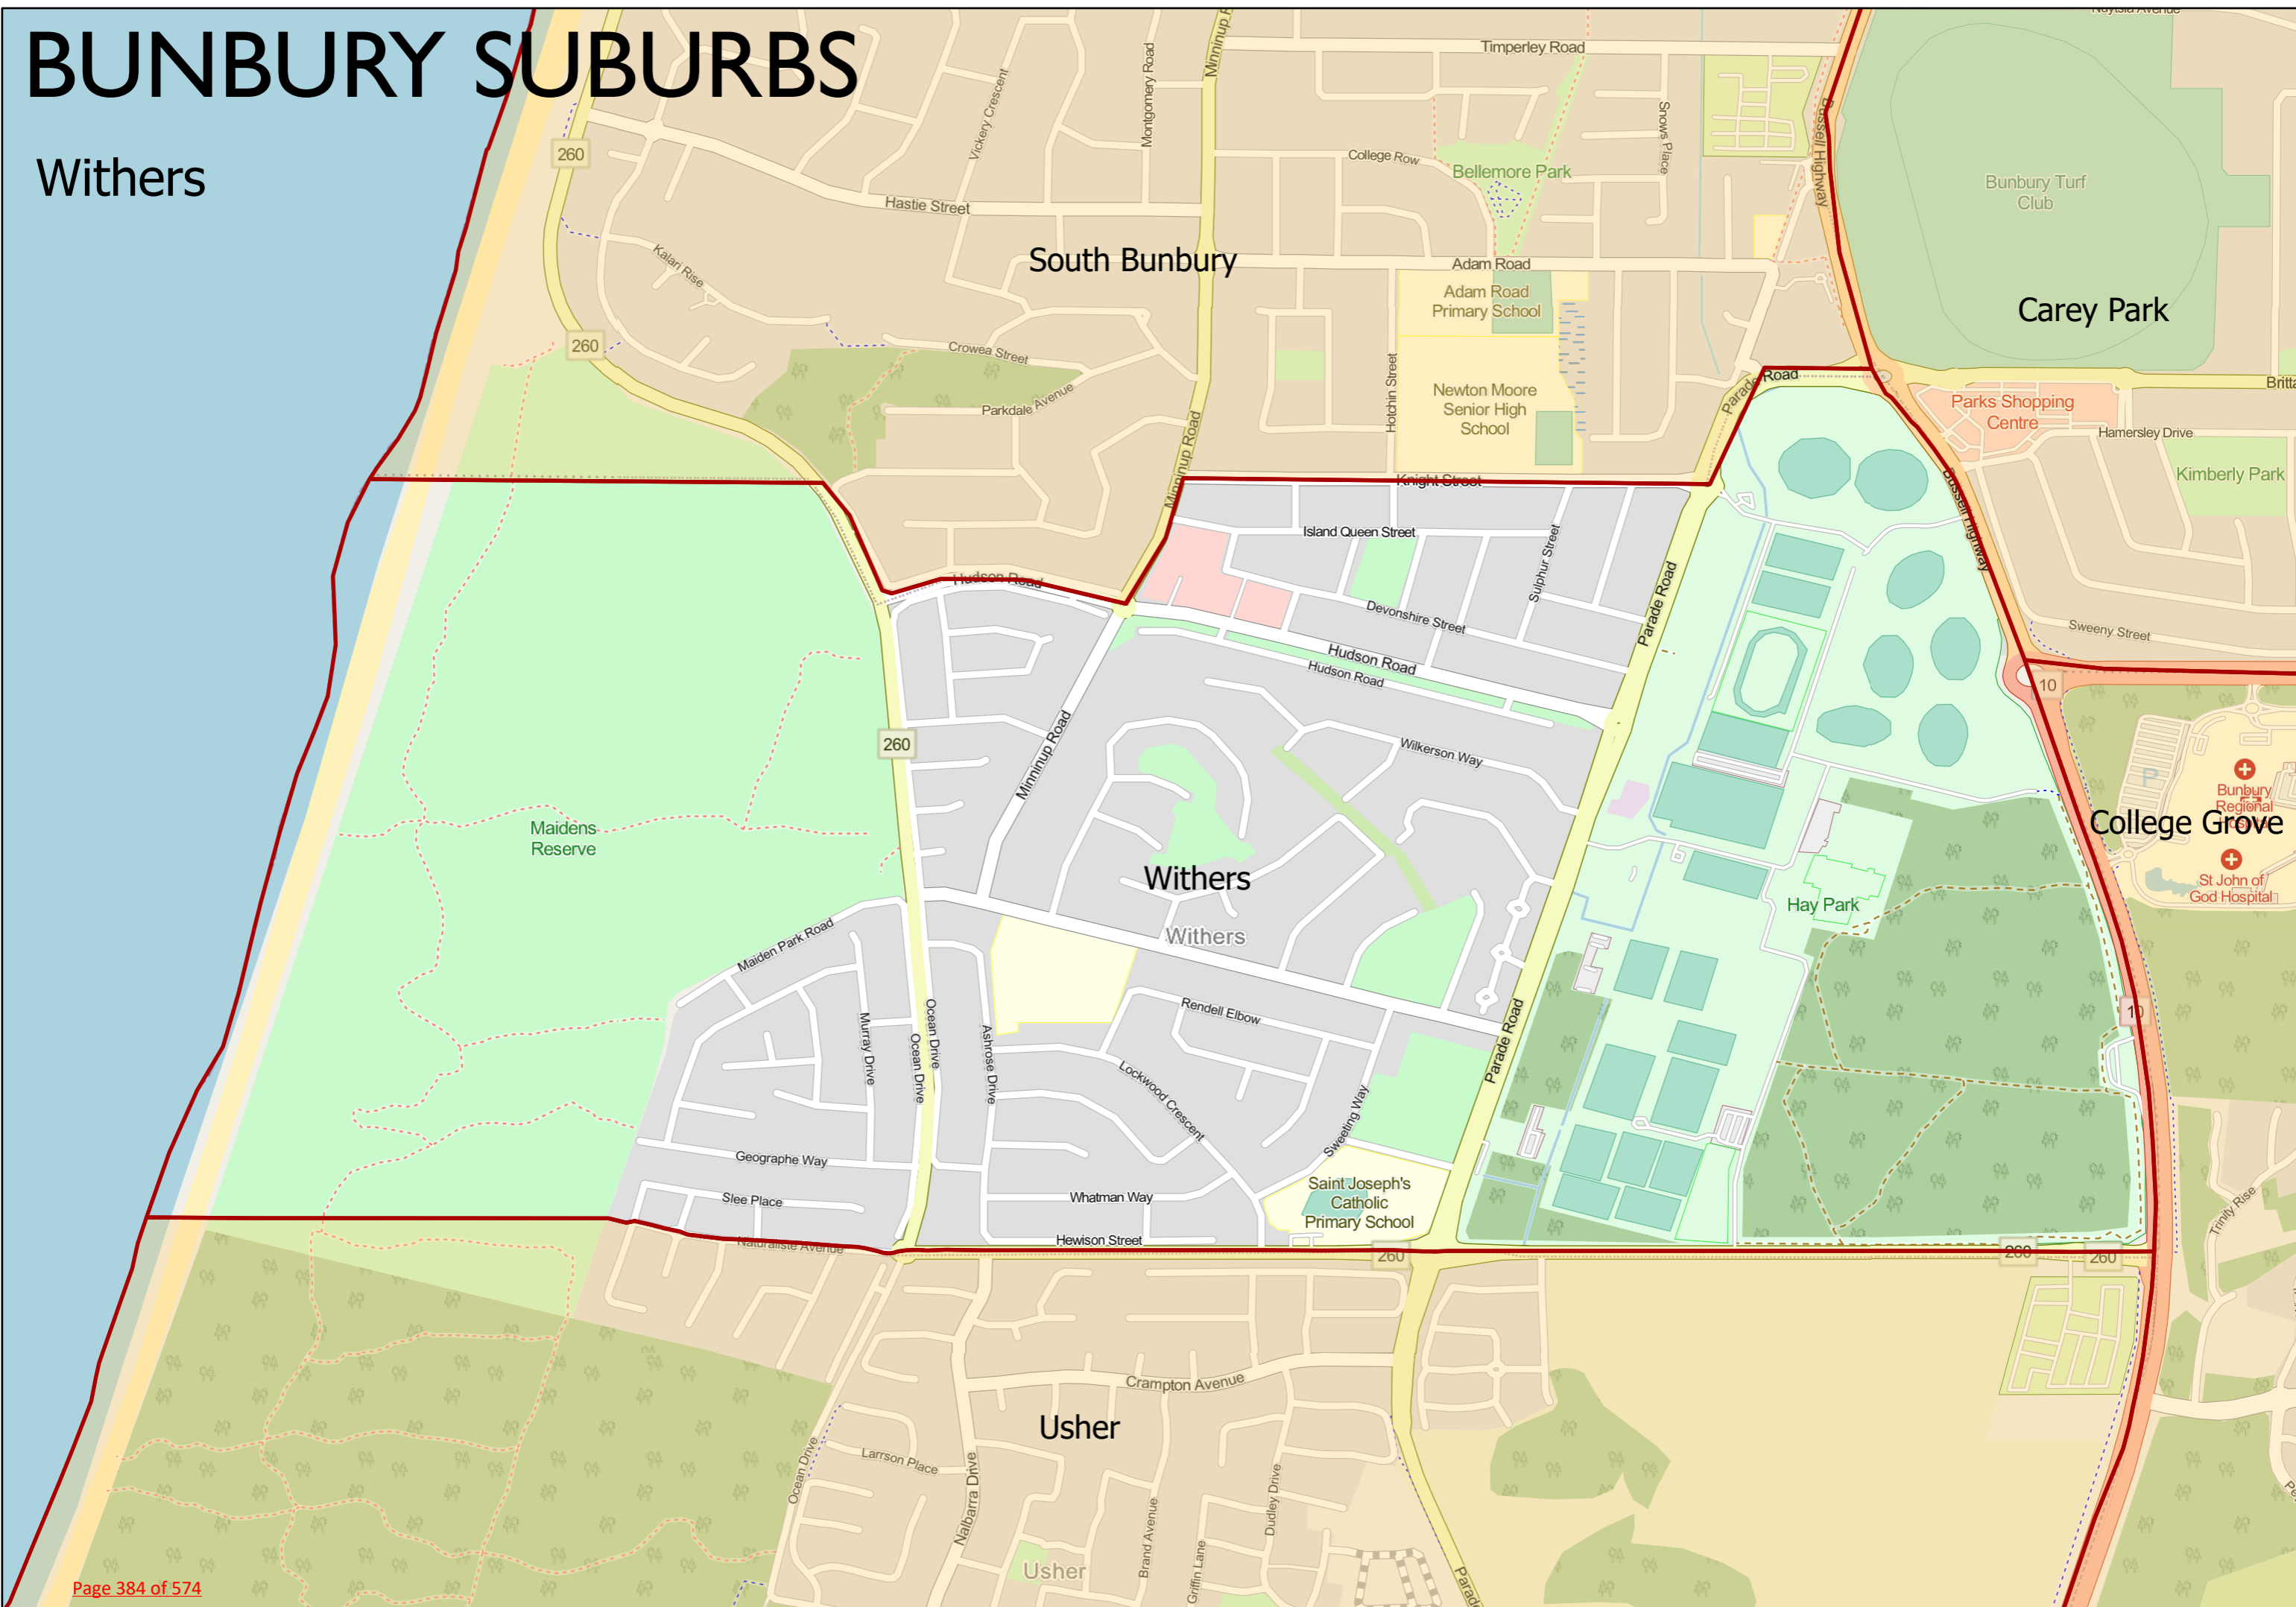 BUNBURY SUBURBS
Withers
Timperley Road
Montgomery Road
Vickery Crescent
Snows Place
Bussell Highway
260
College Row
Bellemore Park
Bunbury Turf
Club
Hastie Street
Kalari Rise
South Bunbury
Adam Road
Adam Road
Primary School
Carey Park
260
Crowea Street
Hotchin Street
Newton Moore
Senior High
School
Parkdale Avenue
Parade Road
Parade Road
Parks Shopping
Centre
Hamersley Drive
Kimberly Park
Minninup Road
Knight Street
Bussell Highway
Island Queen Street
Sulphur Street
Hudson Road
Devonshire Street
Parade Road
Sweeny Street
Hudson Road
Hudson Road
10
260
Minninup Road
Wilkerson Way
Bunbury
Regional
Hospital
College Grove
Maidens
Reserve
St John of
God Hospital
Withers
Hay Park
Withers
Maiden Park Road
Rendell Elbow
10
Murray Drive
Ocean Drive
Ocean Drive
Ashrose Drive
Parade Road
Lockwood Crescent
Sweeting Way
Geographe Way
Slee Place
Whatman Way
Saint Joseph's
Catholic
Primary School
Trinity Rise
Naturaliste Avenue
Hewison Street
260
260
260
Crampton Avenue
Usher
Ocean Drive
Larrson Place
Nalbarra Drive
Brand Avenue
Dudley Drive
Griffin Lane
Usher
Page 384 of 574